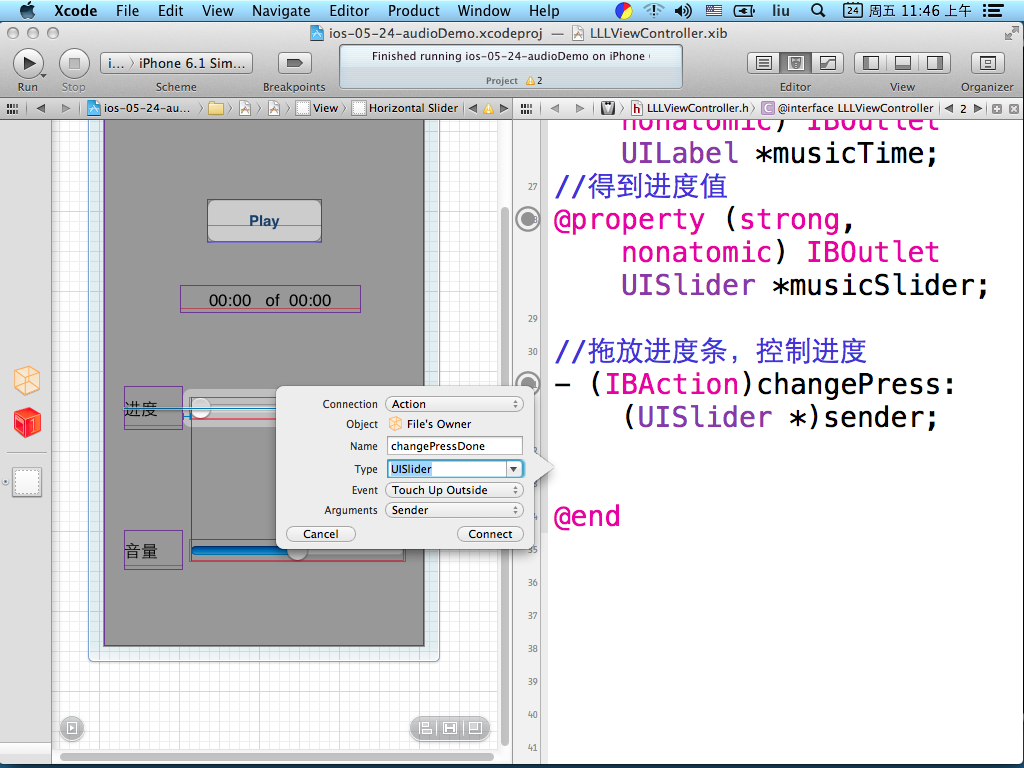 Xcode File Edit View Navigate Editor Product Window Help liu 24 周五 11:46 上午
ios-05-24-audioDemo.xcodeproj — LLLViewController.xib
i... 〉 iPhone 6.1 Sim...
Finished running ios-05-24-audioDemo on iPhone
Project 2
Run Stop Scheme Breakpoints Editor View Organizer
ios-05-24-au... View Horizontal Slider
LLLViewController.h @interface LLLViewController 2
nonatomic) IBOutlet
UILabel *musicTime;
27
//得到进度值
@property (strong,
nonatomic) IBOutlet
UISlider *musicSlider;
29
30
//拖放进度条，控制进度
- (IBAction)changePress:
(UISlider *)sender;
@end
35
36
37
38
39
40
41
Play
00:00 of 00:00
进度
音量
Connection Action
Object File's Owner
Name changePressDone
Type UISlider
Event Touch Up Outside
Arguments Sender
Cancel Connect